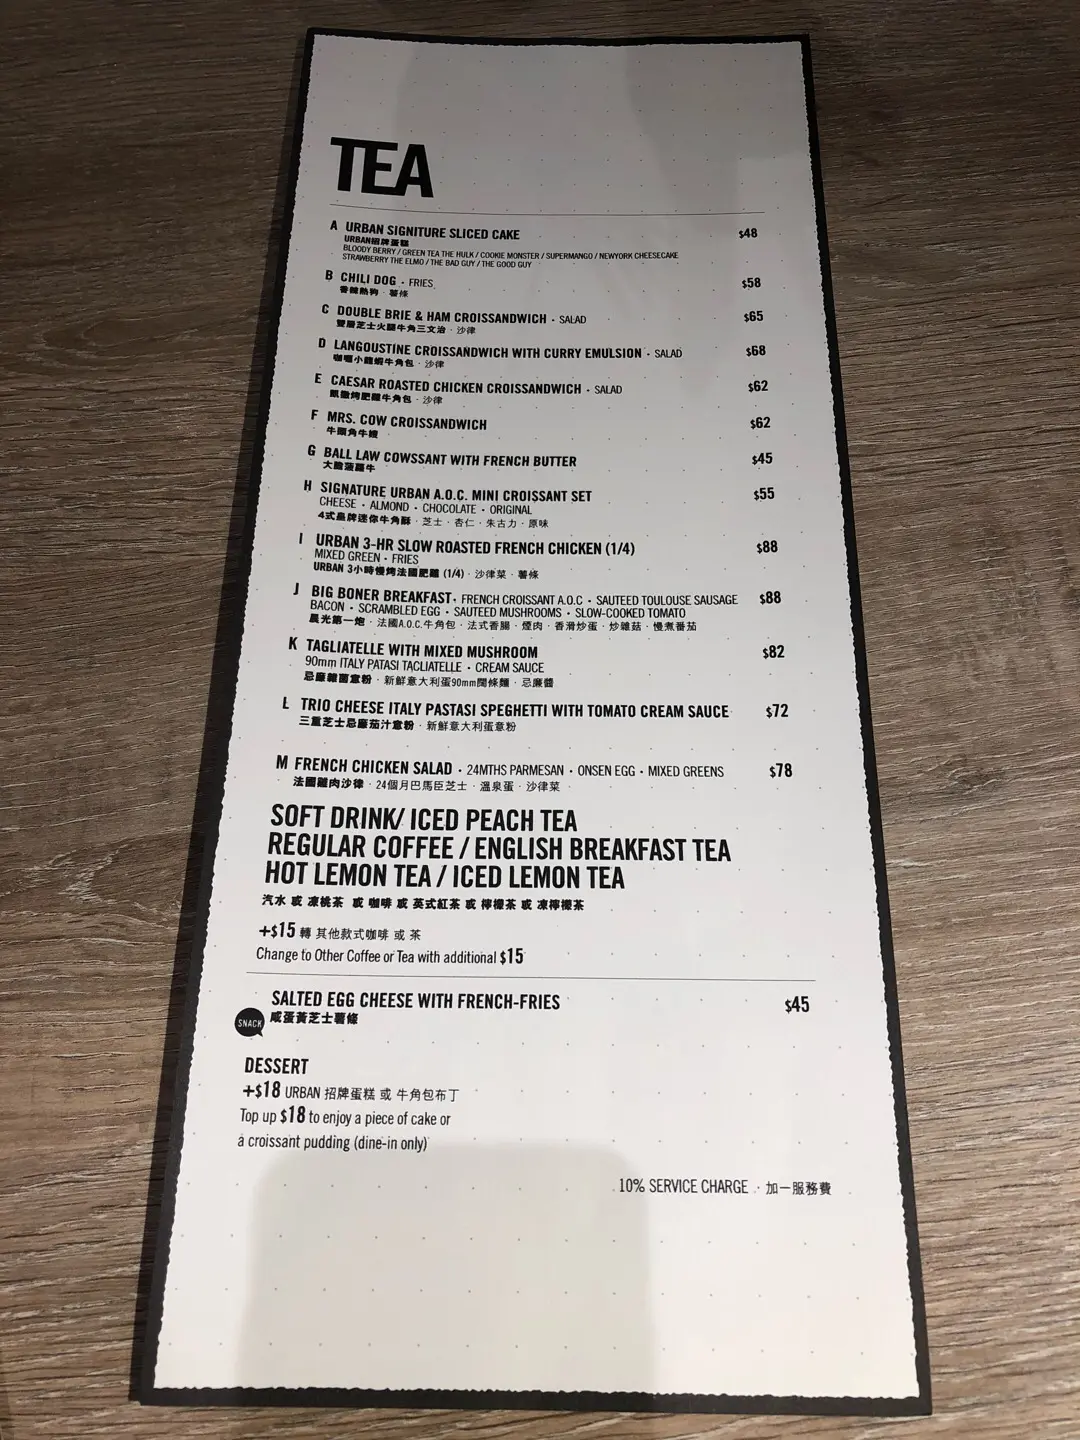 TEA
A URBAN SIGNITURE SLICED CAKE $48
URBAN招牌蛋糕
BLOODY BERRY / GREEN TEA THE HULK / COOKIE MONSTER / SUPERMANGO / NEWYORK CHEESECAKE
STRAWBERRY THE ELMO / THE BAD GUY / THE GOOD GUY
B CHILI DOG · FRIES $58
香辣熱狗 · 薯條
C DOUBLE BRIE & HAM CROISSANDWICH · SALAD $65
雙層芝士火腿牛角三文治 · 沙律
D LANGOUSTINE CROISSANDWICH WITH CURRY EMULSION · SALAD $68
咖喱小龍蝦牛角包 · 沙律
E CAESAR ROASTED CHICKEN CROISSANDWICH · SALAD $62
凱撒烤肥雞牛角包 · 沙律
F MRS. COW CROISSANDWICH $62
牛頭角牛嫂
G BALL LAW COWSSANT WITH FRENCH BUTTER $45
大膽菠蘿牛
H SIGNATURE URBAN A.O.C. MINI CROISSANT SET $55
CHEESE · ALMOND · CHOCOLATE · ORIGINAL
4式皇牌迷你牛角酥 · 芝士 · 杏仁 · 朱古力 · 原味
I URBAN 3-HR SLOW ROASTED FRENCH CHICKEN (1/4) $88
MIXED GREEN · FRIES
URBAN 3小時慢烤法國肥雞 (1/4) · 沙律菜 · 薯條
J BIG BONER BREAKFAST · FRENCH CROISSANT A.O.C · SAUTEED TOULOUSE SAUSAGE $88
BACON · SCRAMBLED EGG · SAUTEED MUSHROOMS · SLOW-COOKED TOMATO
晨光第一炮 · 法國A.O.C.牛角包 · 法式香腸 · 煙肉 · 香滑炒蛋 · 炒雜菇 · 慢煮番茄
K TAGLIATELLE WITH MIXED MUSHROOM $82
90mm ITALY PATASI TACLIATELLE · CREAM SAUCE
忌廉雜菌意粉 · 新鮮意大利蛋90mm闊條麵 · 忌廉醬
L TRIO CHEESE ITALY PASTASI SPEGHETTI WITH TOMATO CREAM SAUCE $72
三重芝士忌廉茄汁意粉 · 新鮮意大利蛋意粉
M FRENCH CHICKEN SALAD · 24MTHS PARMESAN · ONSEN EGG · MIXED GREENS $78
法國雞肉沙律 · 24個月巴馬臣芝士 · 溫泉蛋 · 沙律菜
SOFT DRINK/ ICED PEACH TEA
REGULAR COFFEE / ENGLISH BREAKFAST TEA
HOT LEMON TEA / ICED LEMON TEA
汽水 或 凍桃茶 或 咖啡 或 英式紅茶 或 檸檬茶 或 凍檸檬茶
+$15 轉 其他款式咖啡 或 茶
Change to Other Coffee or Tea with additional $15
SALTED EGG CHEESE WITH FRENCH-FRIES $45
SNACK 咸蛋黃芝士薯條
DESSERT
+$18 URBAN 招牌蛋糕 或 牛角包布丁
Top up $18 to enjoy a piece of cake or
a croissant pudding (dine-in only)
10% SERVICE CHARGE · 加一服務費